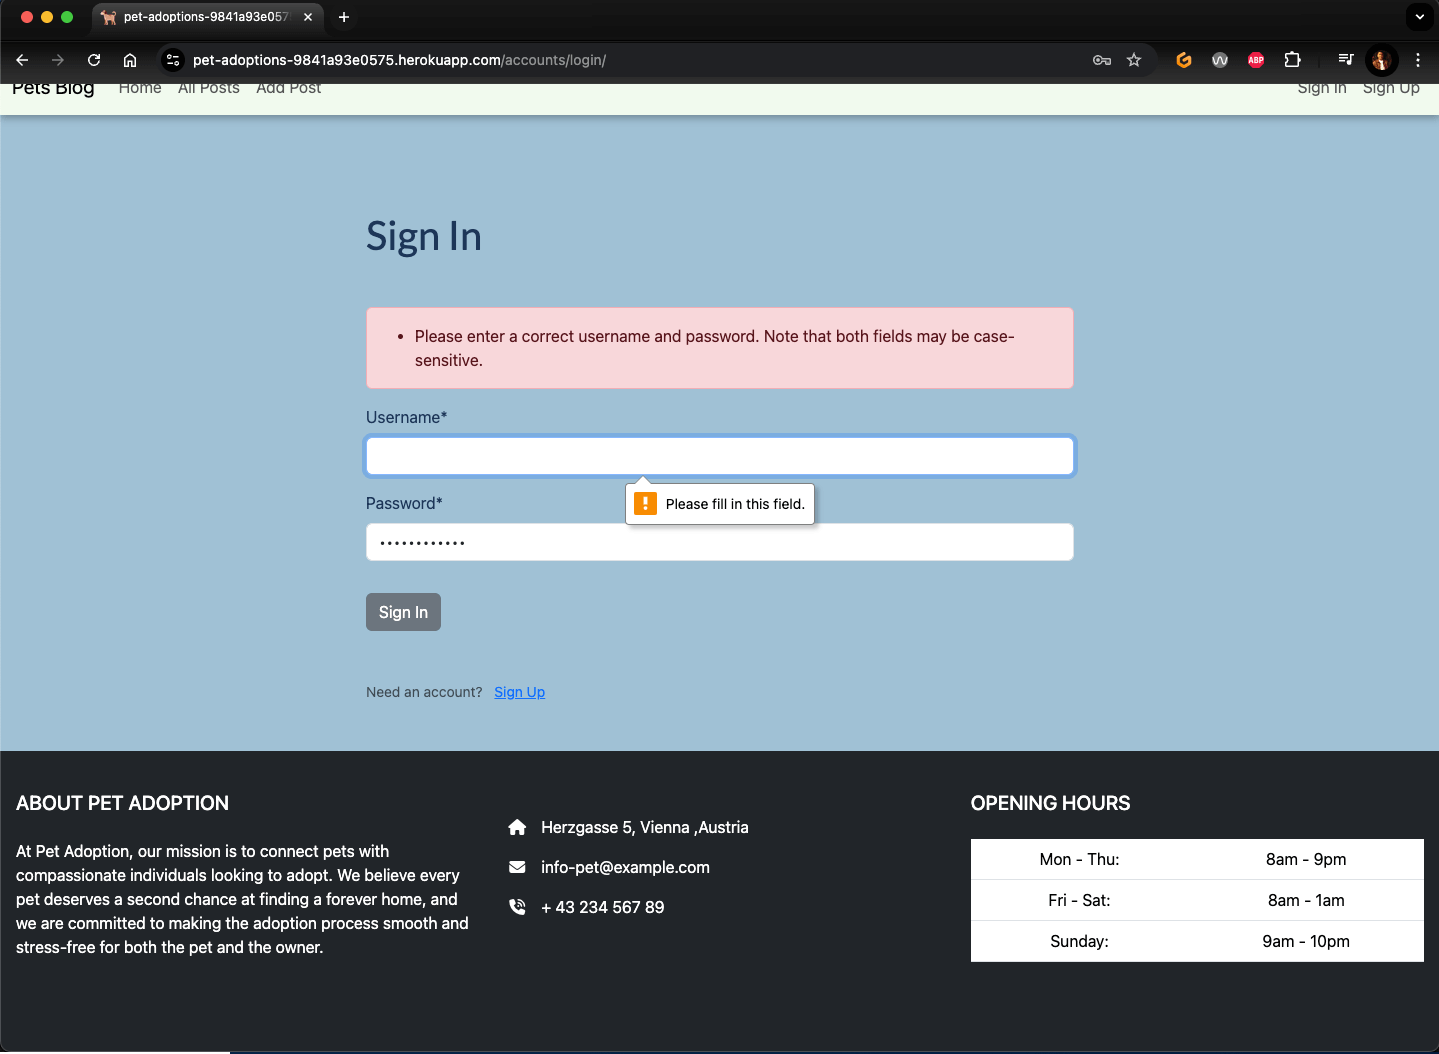 pet-adoptions-9841a93e057
pet-adoptions-9841a93e0575.herokuapp.com/accounts/login/
ABP
Pets Blog Home All Posts Add Post Sign In Sign Up
Sign In
• Please enter a correct username and password. Note that both fields may be case-
sensitive.
Username*
Please fill in this field.
Password*
Sign In
Need an account? Sign Up
ABOUT PET ADOPTION
At Pet Adoption, our mission is to connect pets with
compassionate individuals looking to adopt. We believe every
pet deserves a second chance at finding a forever home, and
we are committed to making the adoption process smooth and
stress-free for both the pet and the owner.
Herzgasse 5, Vienna ,Austria
info-pet@example.com
+ 43 234 567 89
OPENING HOURS
Mon - Thu: 8am - 9pm
Fri - Sat: 8am - 1am
Sunday: 9am - 10pm